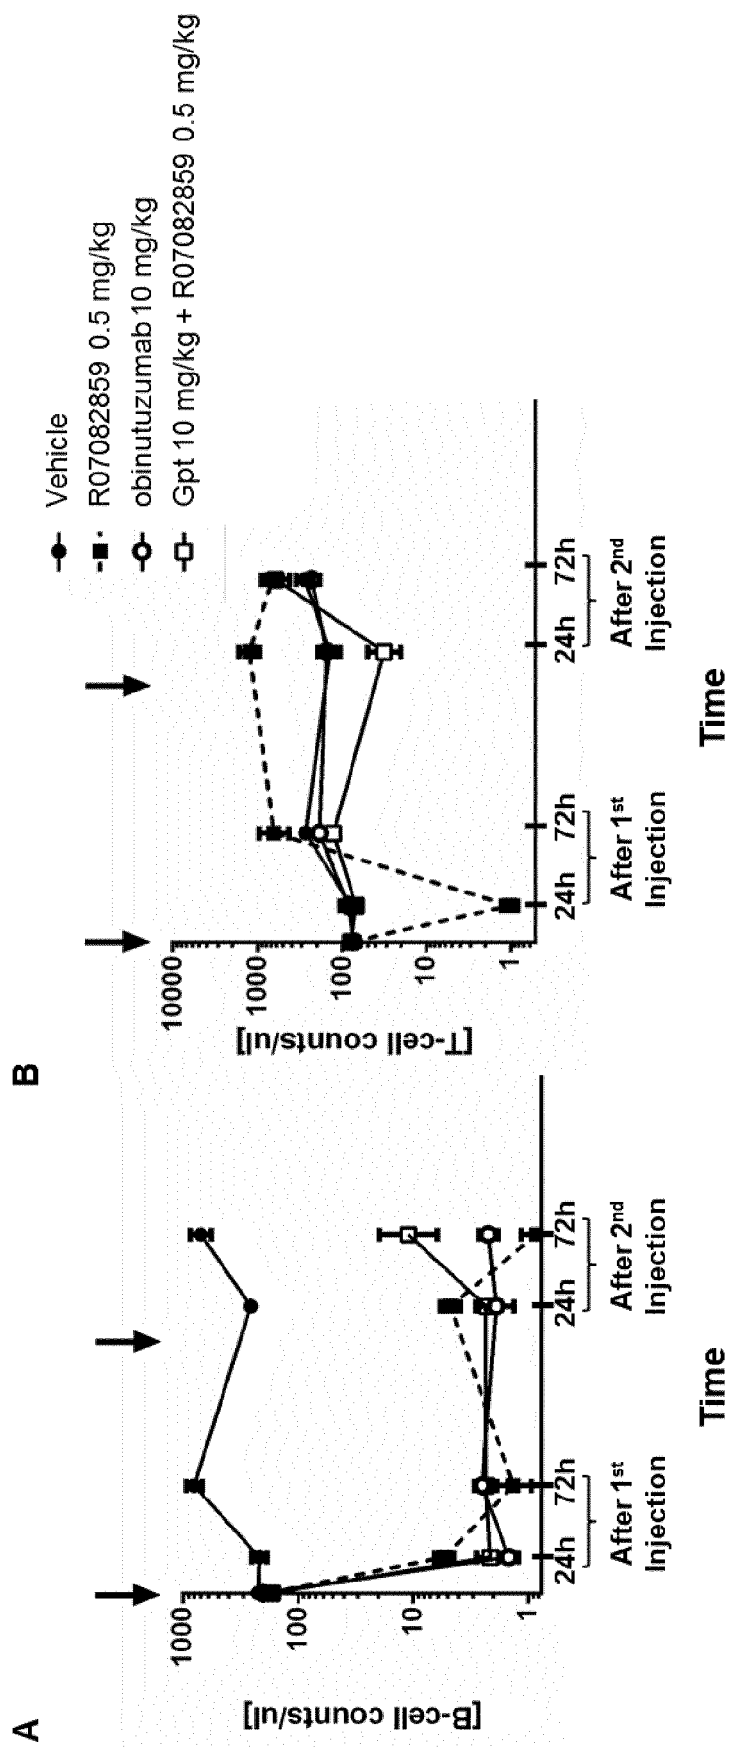 A
[B-cell counts/ul]
1000
100
10
1
24h
72h
24h
72h
After 1st
Injection
After 2nd
Injection
Time
B
[T-cell counts/ul]
10000
1000
100
10
1
24h
72h
24h
72h
After 1st
Injection
After 2nd
Injection
Time
Vehicle
R07082859 0.5 mg/kg
obinutuzumab 10 mg/kg
Gpt 10 mg/kg + R07082859 0.5 mg/kg